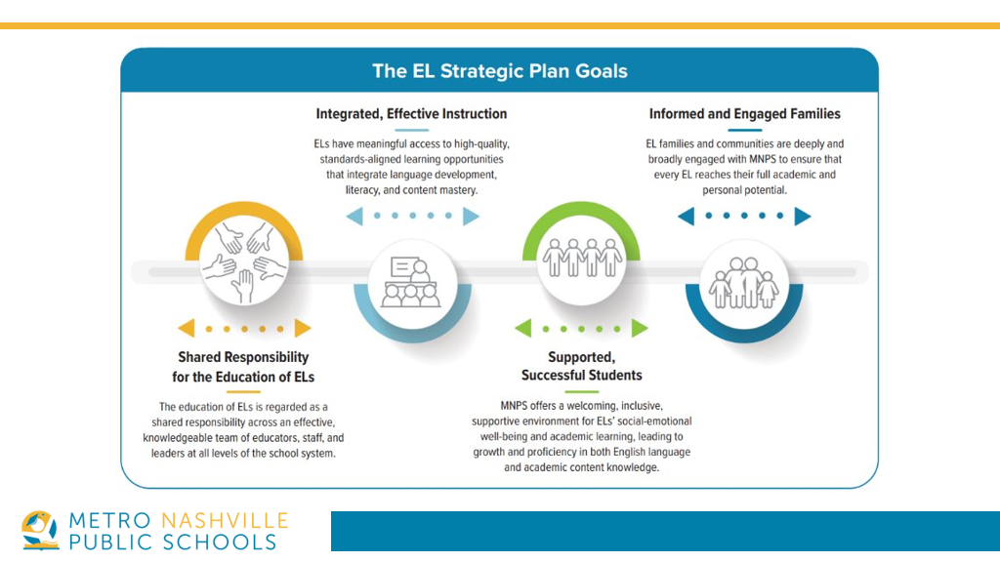 The EL Strategic Plan Goals
Shared Responsibility
for the Education of ELs
The education of ELs is regarded as a
shared responsibility across an effective,
knowledgeable team of educators, staff, and
leaders at all levels of the school system.
Integrated, Effective Instruction
ELs have meaningful access to high-quality,
standards-aligned learning opportunities
that integrate language development,
literacy, and content mastery.
Supported,
Successful Students
MNPS offers a welcoming, inclusive,
supportive environment for ELs' social-emotional
well-being and academic learning, leading to
growth and proficiency in both English language
and academic content knowledge.
Informed and Engaged Families
EL families and communities are deeply and
broadly engaged with MNPS to ensure that
every EL reaches their full academic and
personal potential.
METRO NASHVILLE
PUBLIC SCHOOLS